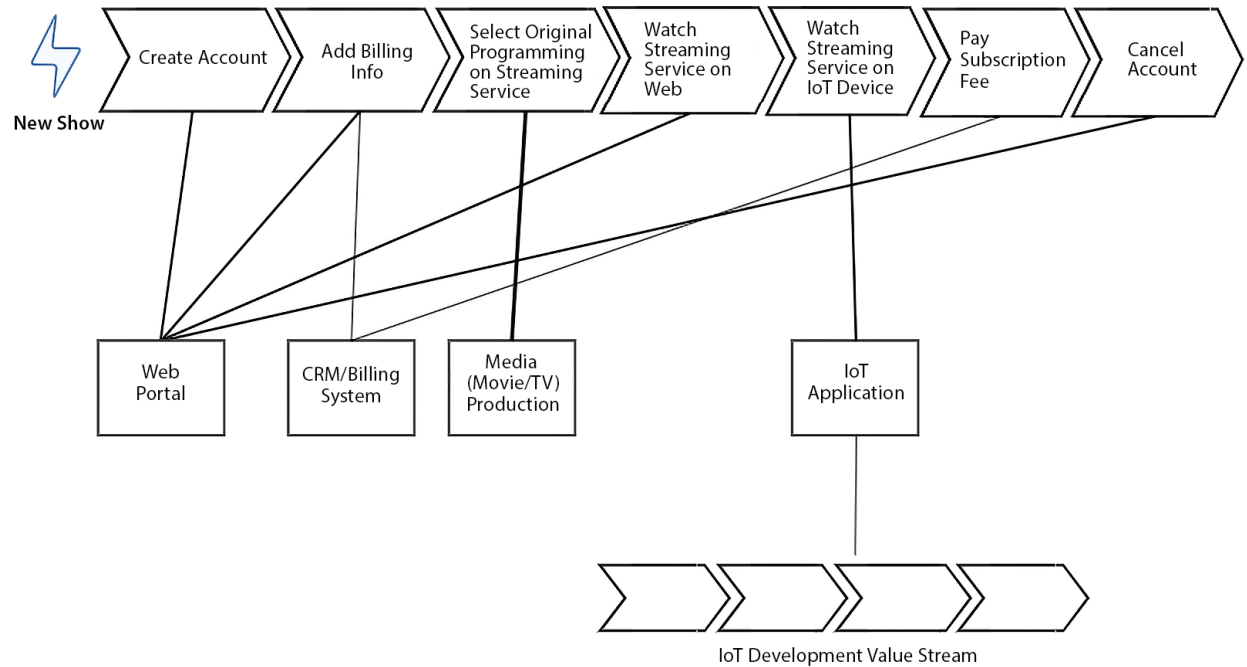 New Show
Create Account
Add Billing
Info
Select Original
Programming
on Streaming
Service
Watch
Streaming
Service on
Web
Watch
Streaming
Service on
IoT Device
Pay
Subscription
Fee
Cancel
Account
Web
Portal
CRM/Billing
System
Media
(Movie/TV)
Production
IoT
Application
IoT Development Value Stream